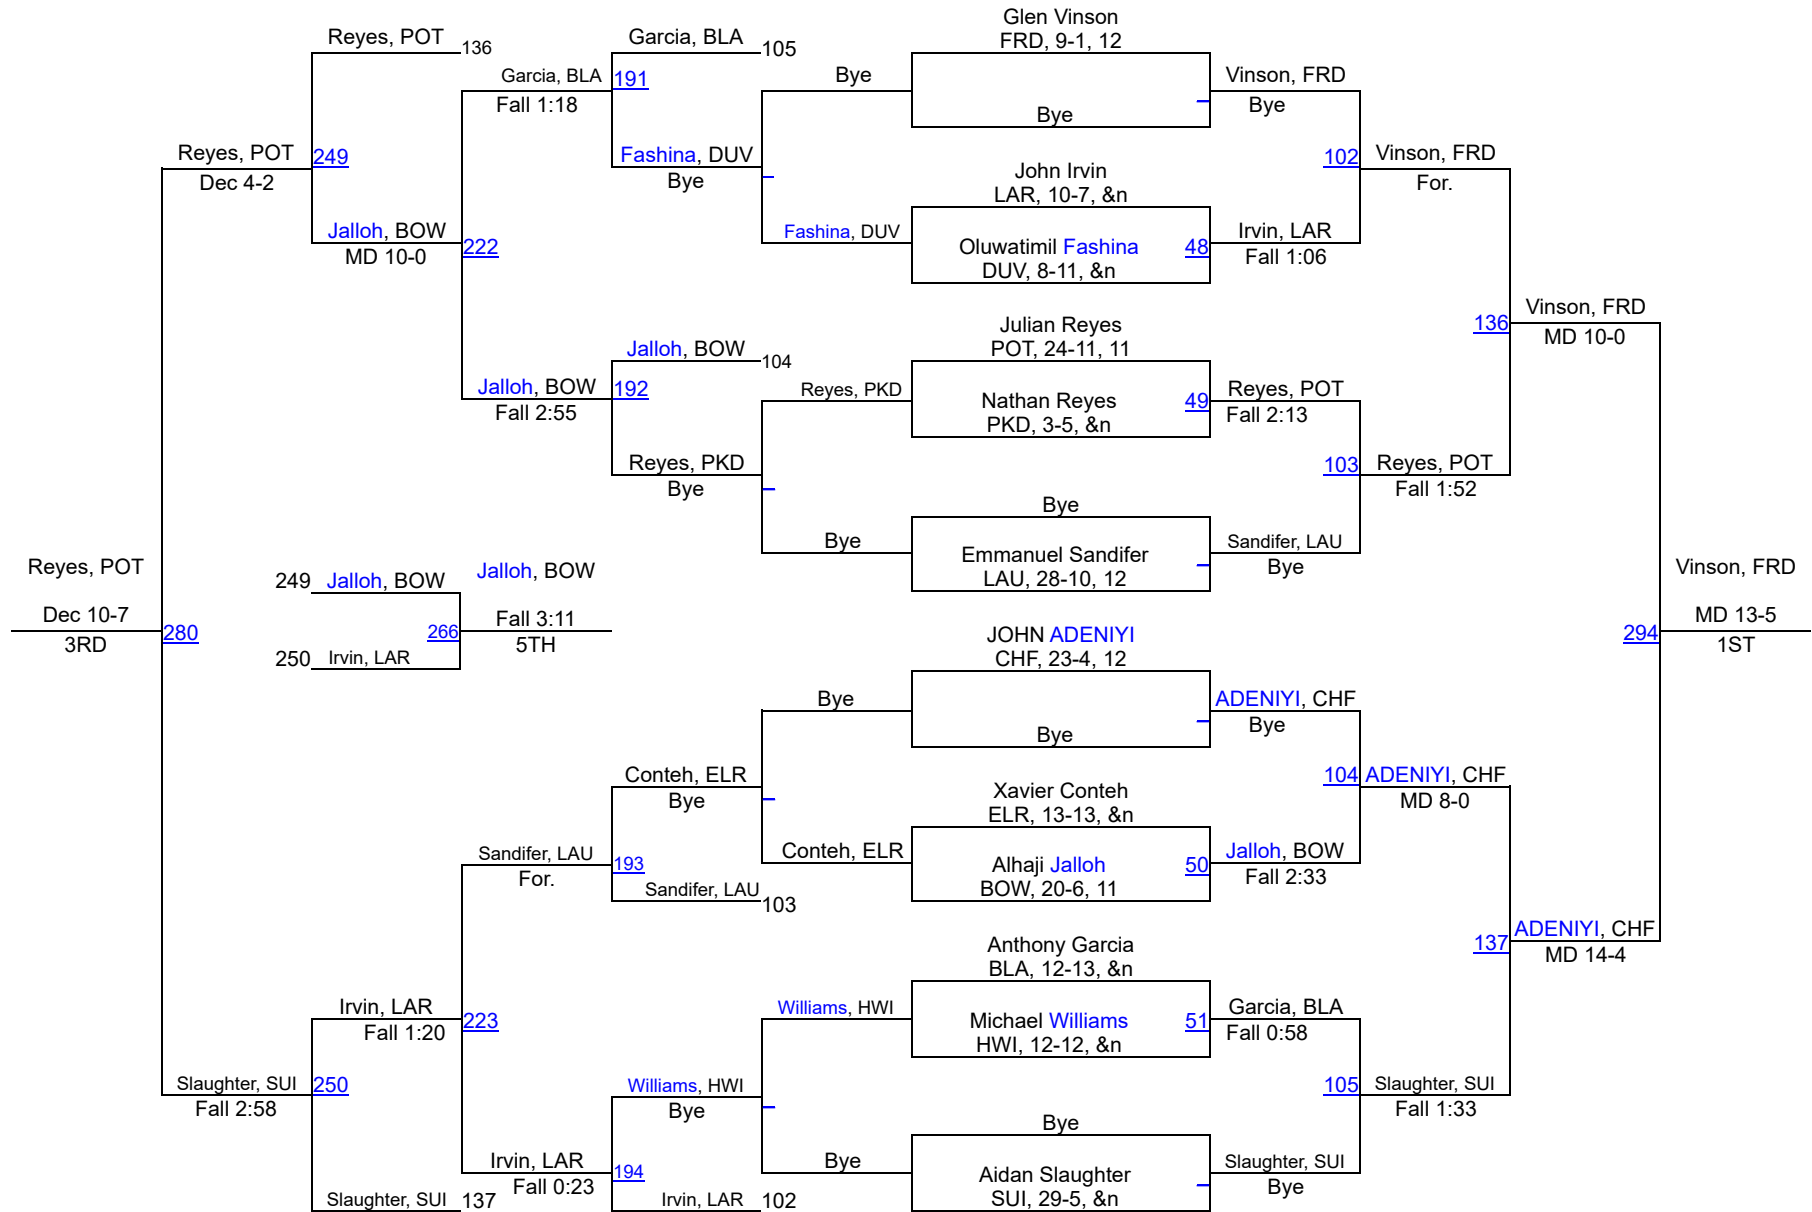 Glen Vinson
Reyes, POT 136 Garcia, BLA 105 FRD, 9-1, 12
Garcia, BLA 191 Bye Vinson, FRD
Fall 1:18 Bye Bye
Reyes, POT 249 Fashina, DUV 102 Vinson, FRD
Dec 4-2 Bye John Irvin For.
LAR, 10-7, &n
Jalloh, BOW 222 Fashina, DUV Oluwatimil Fashina 48 Irvin, LAR
MD 10-0 DUV, 8-11, &n Fall 1:06
Julian Reyes 136 Vinson, FRD
Jalloh, BOW 104 POT, 24-11, 11 MD 10-0
Jalloh, BOW 192 Reyes, PKD Nathan Reyes 49 Reyes, POT
Fall 2:55 PKD, 3-5, &n Fall 2:13
Reyes, PKD 103 Reyes, POT
Bye Bye Fall 1:52
Bye Emmanuel Sandifer Sandifer, LAU
Reyes, POT 249 Jalloh, BOW Jalloh, BOW LAU, 28-10, 12 Bye Vinson, FRD
Dec 10-7 280 266 Fall 3:11 JOHN ADENIYI 294 MD 13-5
3RD 250 Irvin, LAR 5TH CHF, 23-4, 12 1ST
Bye ADENIYI, CHF
Bye Bye
Conteh, ELR 104 ADENIYI, CHF
Bye Xavier Conteh MD 8-0
ELR, 13-13, &n
Sandifer, LAU 193 Conteh, ELR Alhaji Jalloh 50 Jalloh, BOW
For. Sandifer, LAU 103 BOW, 20-6, 11 Fall 2:33
Anthony Garcia 137 ADENIYI, CHF
BLA, 12-13, &n MD 14-4
Irvin, LAR 223 Williams, HWI Michael Williams 51 Garcia, BLA
Fall 1:20 HWI, 12-12, &n Fall 0:58
Slaughter, SUI 250 Williams, HWI 105 Slaughter, SUI
Fall 2:58 Bye Bye Fall 1:33
Irvin, LAR 194 Bye Aidan Slaughter Slaughter, SUI
Fall 0:23 Bye
Slaughter, SUI 137 Irvin, LAR 102 SUI, 29-5, &n